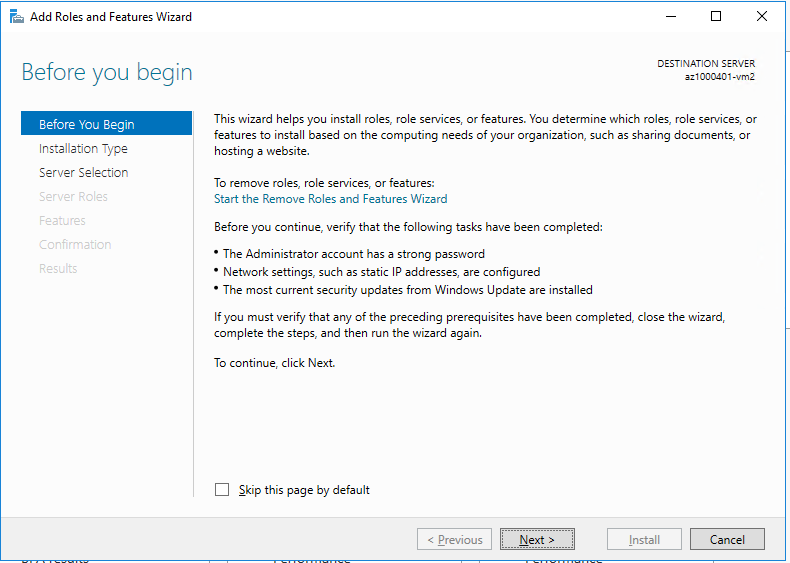 Add Roles and Features Wizard
Before you begin
DESTINATION SERVER
az1000401-vm2
Before You Begin
Installation Type
Server Selection
Server Roles
Features
Confirmation
Results
This wizard helps you install roles, role services, or features. You determine which roles, role services, or
features to install based on the computing needs of your organization, such as sharing documents, or
hosting a website.
To remove roles, role services, or features:
Start the Remove Roles and Features Wizard
Before you continue, verify that the following tasks have been completed:
• The Administrator account has a strong password
• Network settings, such as static IP addresses, are configured
• The most current security updates from Windows Update are installed
If you must verify that any of the preceding prerequisites have been completed, close the wizard,
complete the steps, and then run the wizard again.
To continue, click Next.
Skip this page by default
< Previous
Next >
Install
Cancel
BPA results
Performance
Performance